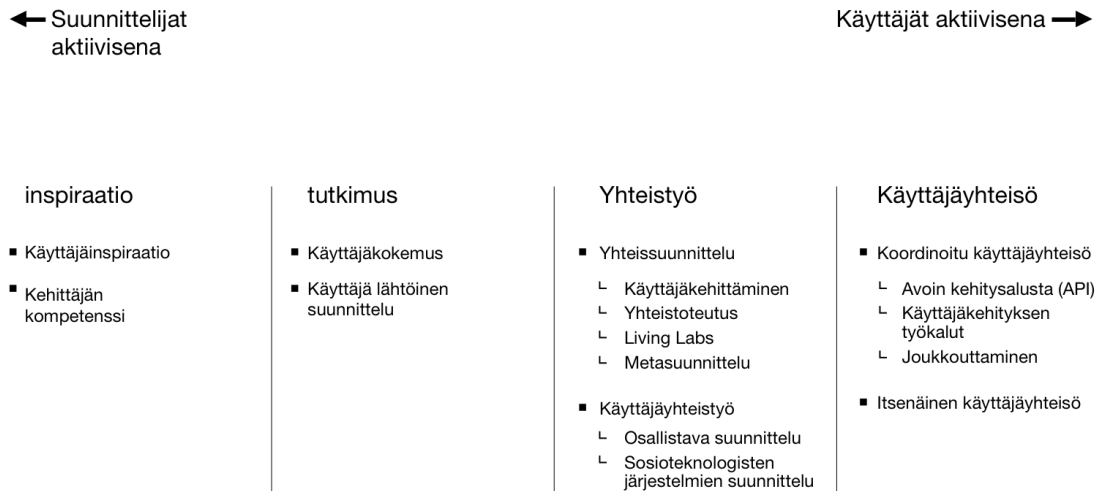 Suunnittelijat
aktiivisena
Käyttäjät aktiivisena
inspiraatio
Käyttäjäinspiraatio
Kehittäjän
kompetenssi
tutkimus
Käyttäjäkokemus
Käyttäjä lähtöinen
suunnittelu
Yhteistyö
Yhteissuunnittelu
Käyttäjäkehittäminen
Yhteistoteutus
Living Labs
Metasuunnittelu
Käyttäjäyhteistyö
Osallistava suunnittelu
Sosioteknologisten
järjestelmien suunnittelu
Käyttäjäyhteisö
Koordinoitu käyttäjäyhteisö
Avoin kehitysalusta (API)
Käyttäjäkehityksen
työkalut
Joukkouttaminen
Itsenäinen käyttäjäyhteisö